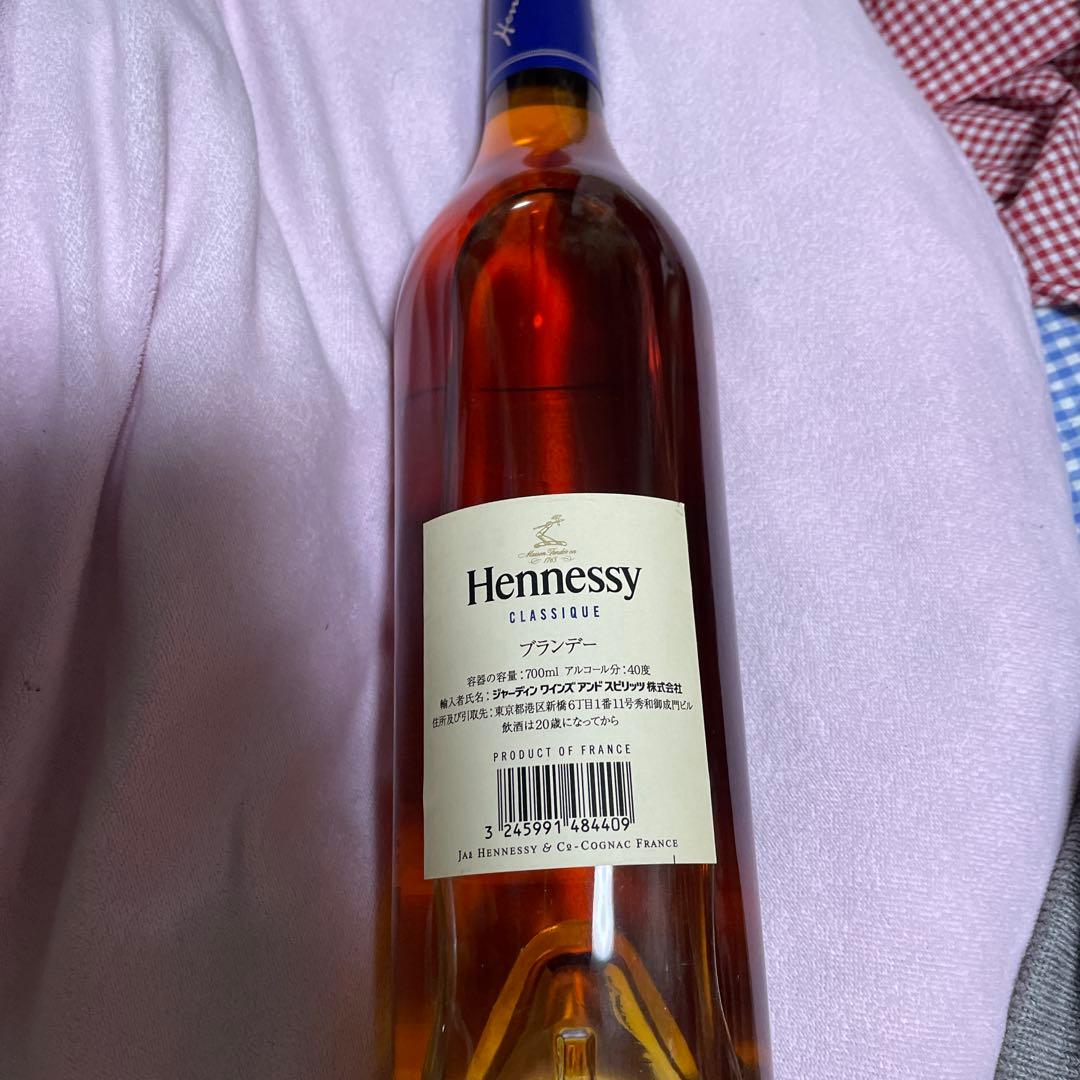 Hen
Maison Fondée en
1765
Hennessy
CLASSIQUE
ブランデー
容器の容量:700ml アルコール分:40度
輸入者氏名:ジャーディン ワインズ アンド スピリッツ 株式会社
住所及び引取先:東京都港区新橋6丁目1番11号秀和御成門ビル
飲酒は20歳になってから
PRODUCT OF FRANCE
3 245991 484409
JAS HENNESSY & CO-COGNAC FRANCE